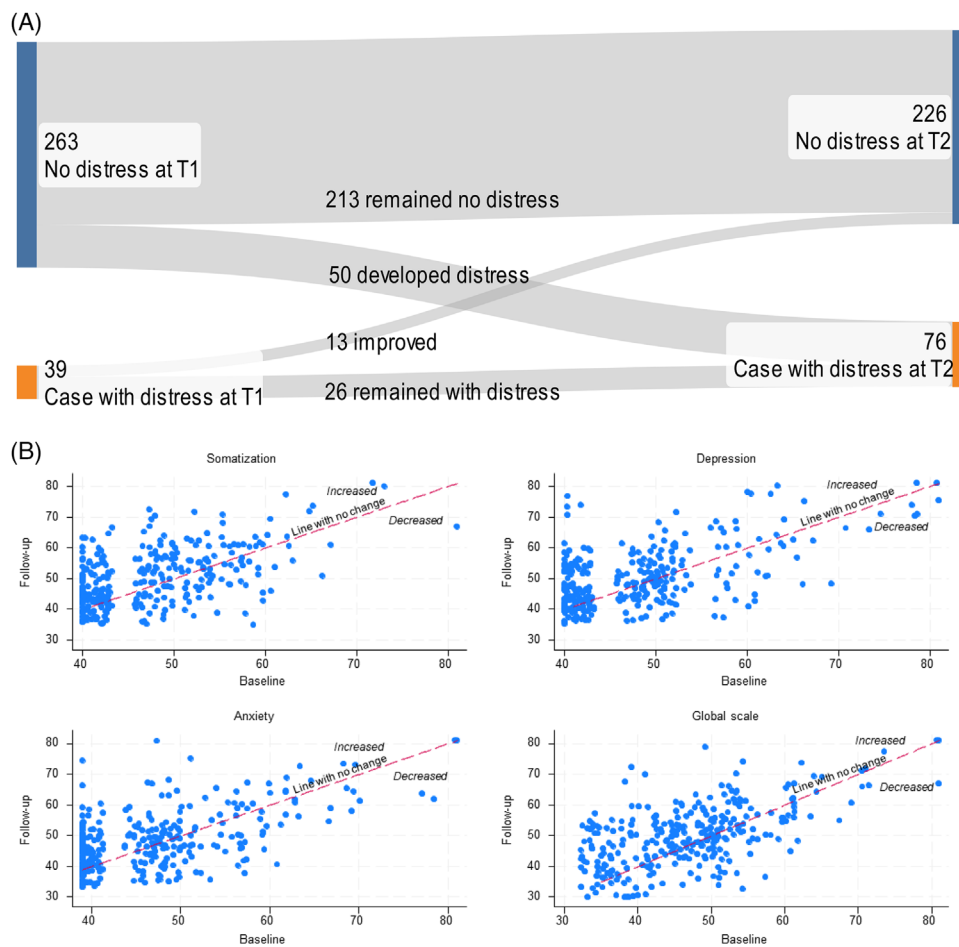 (A)
263
No distress at T1
226
No distress at T2
213 remained no distress
50 developed distress
13 improved
39
Case with distress at T1
76
Case with distress at T2
26 remained with distress
(B)
Somatization
80
70
60
50
40
30
Follow-up
Increased
Line with no change
Decreased
40 50 60 70 80
Baseline
Depression
80
70
60
50
40
30
Follow-up
Increased
Line with no change
Decreased
40 50 60 70 80
Baseline
Anxiety
80
70
60
50
40
30
Follow-up
Increased
Line with no change
Decreased
40 50 60 70 80
Baseline
Global scale
80
70
60
50
40
30
Follow-up
Increased
Line with no change
Decreased
30 40 50 60 70 80
Baseline